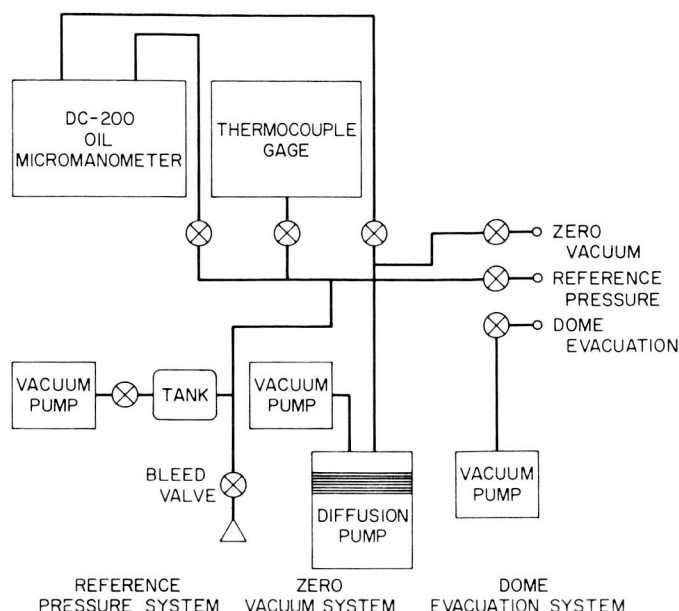 DC-200
OIL
MICROMANOMETER
THERMOCOUPLE
GAGE
ZERO
VACUUM
REFERENCE
PRESSURE
DOME
EVACUATION
VACUUM
PUMP
TANK
VACUUM
PUMP
BLEED
VALVE
DIFFUSION
PUMP
VACUUM
PUMP
REFERENCE
PRESSURE SYSTEM
ZERO
VACUUM SYSTEM
DOME
EVACUATION SYSTEM